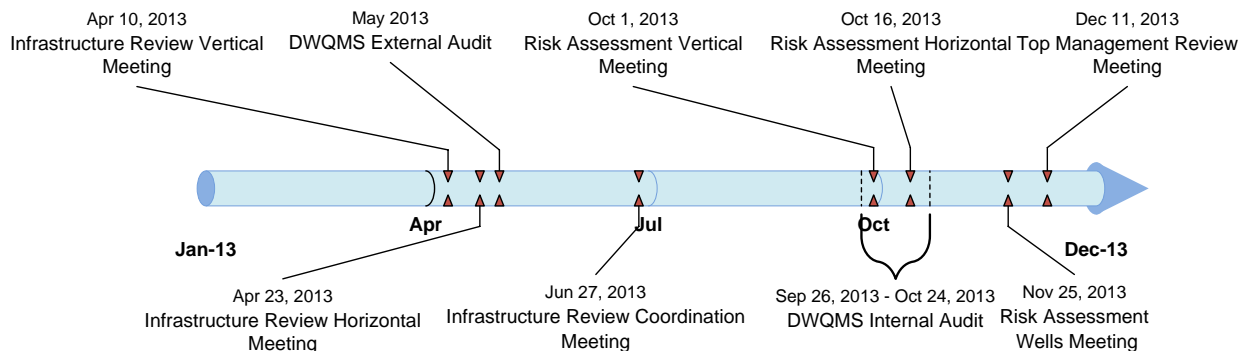 Apr 10, 2013
Infrastructure Review Vertical
Meeting
May 2013
DWQMS External Audit
Oct 1, 2013
Risk Assessment Vertical
Meeting
Oct 16, 2013
Risk Assessment Horizontal
Meeting
Dec 11, 2013
Top Management Review
Meeting
Jan-13
Apr
Jul
Oct
Dec-13
Apr 23, 2013
Infrastructure Review Horizontal
Meeting
Jun 27, 2013
Infrastructure Review Coordination
Meeting
Sep 26, 2013 - Oct 24, 2013
DWQMS Internal Audit
Nov 25, 2013
Risk Assessment
Wells Meeting